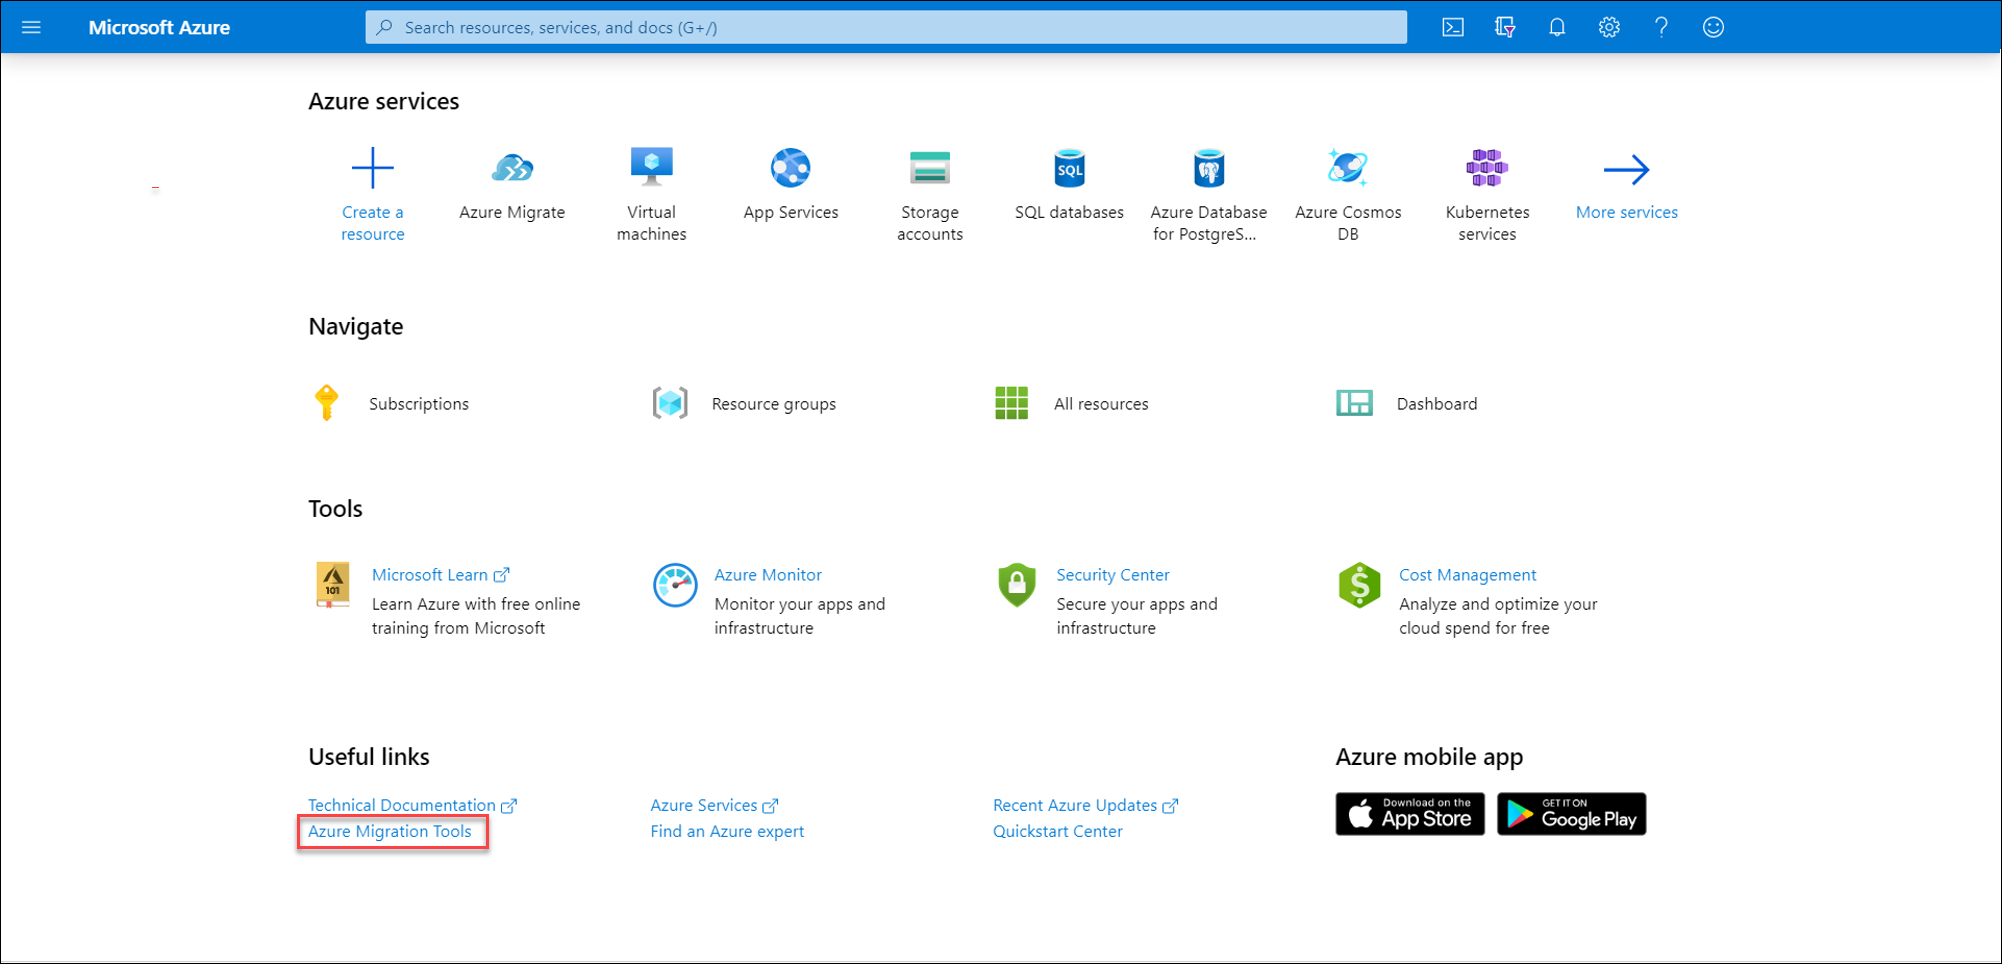 Microsoft Azure
Search resources, services, and docs (G+/)
Azure services
Create a
resource
Azure Migrate
Virtual
machines
App Services
Storage
accounts
SQL
SQL databases
Azure Database
for PostgreS...
Azure Cosmos
DB
Kubernetes
services
More services
Navigate
Subscriptions
Resource groups
All resources
Dashboard
Tools
101
Microsoft Learn
Learn Azure with free online
training from Microsoft
Azure Monitor
Monitor your apps and
infrastructure
Security Center
Secure your apps and
infrastructure
$
Cost Management
Analyze and optimize your
cloud spend for free
Useful links
Technical Documentation
Azure Migration Tools
Azure Services
Find an Azure expert
Recent Azure Updates
Quickstart Center
Azure mobile app
Download on the
App Store
GET IT ON
Google Play